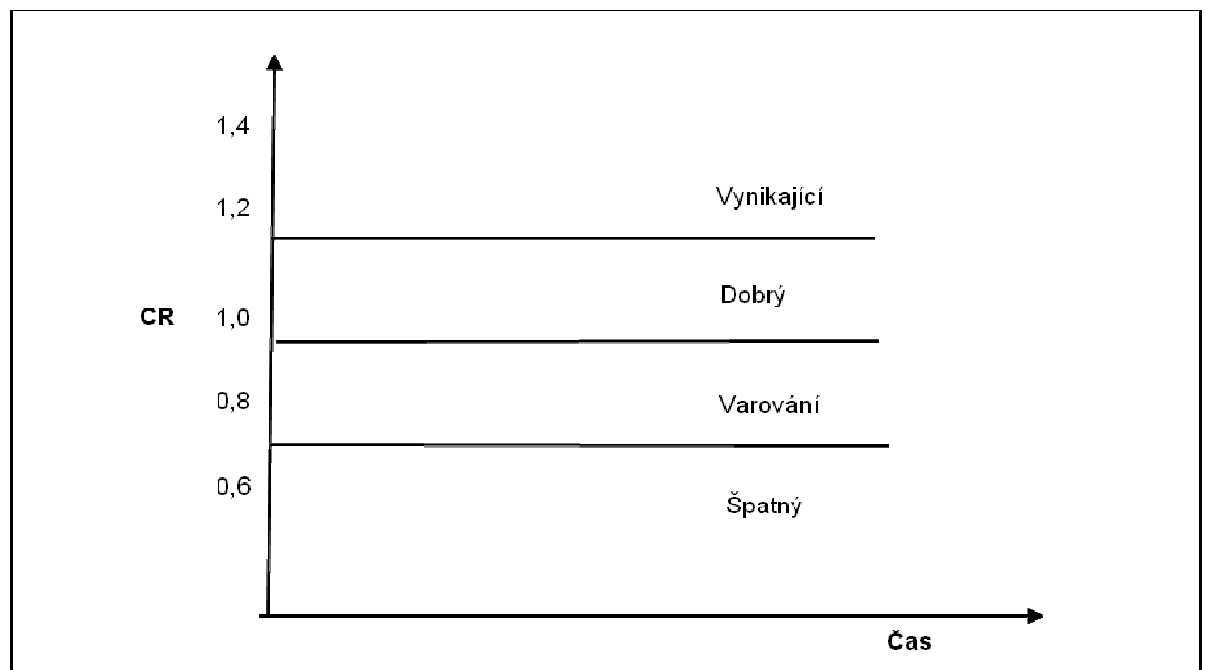 1,4
Vynikající
1,2
Dobrý
CR 1,0
0,8
Varování
0,6
Špatný
Čas